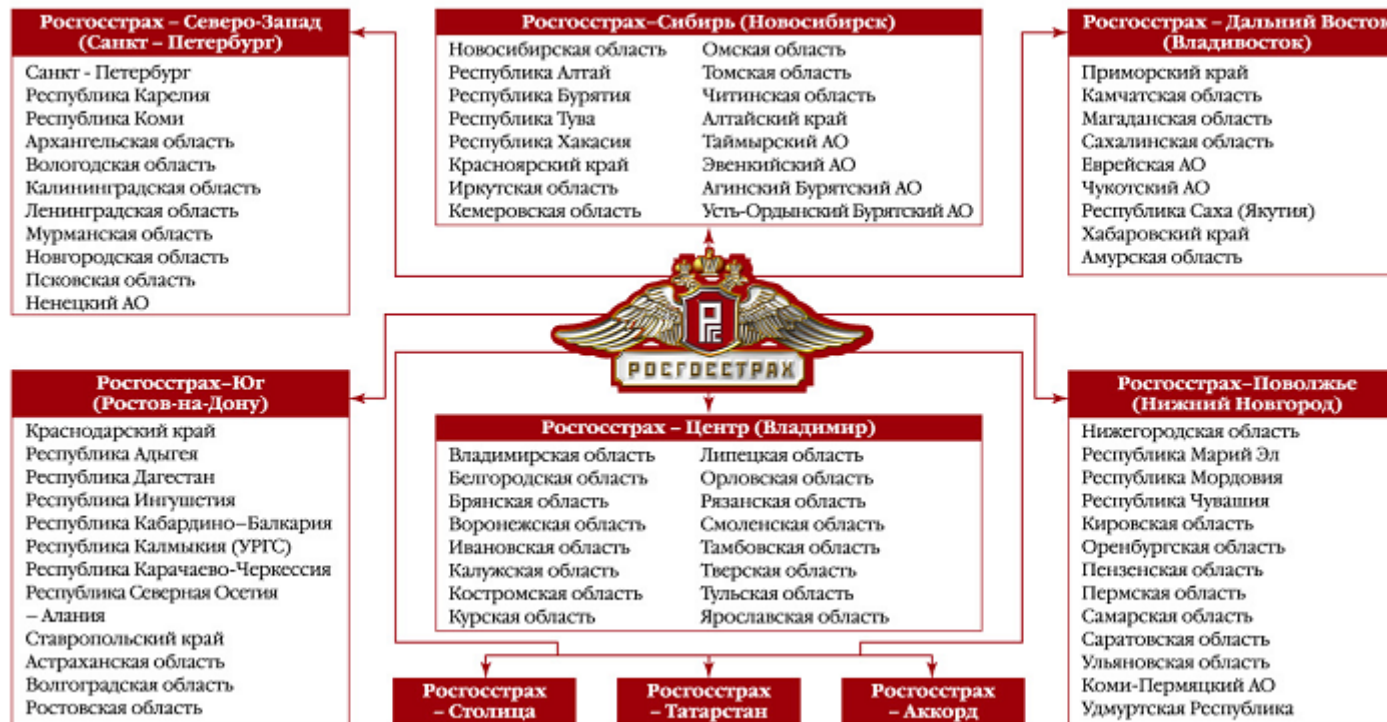 Росгосстрах – Северо-Запад
(Санкт – Петербург)
Санкт - Петербург
Республика Карелия
Республика Коми
Архангельская область
Вологодская область
Калининградская область
Ленинградская область
Мурманская область
Новгородская область
Псковская область
Ненецкий АО
Росгосстрах–Сибирь (Новосибирск)
Новосибирская область
Республика Алтай
Республика Бурятия
Республика Тува
Республика Хакасия
Красноярский край
Иркутская область
Кемеровская область
Омская область
Томская область
Читинская область
Алтайский край
Таймырский АО
Эвенкийский АО
Агинский Бурятский АО
Усть-Ордынский Бурятский АО
Росгосстрах – Дальний Восток
(Владивосток)
Приморский край
Камчатская область
Магаданская область
Сахалинская область
Еврейская АО
Чукотский АО
Республика Саха (Якутия)
Хабаровский край
Амурская область
РГС
РОСГОССТРАХ
Росгосстрах–Юг
(Ростов-на-Дону)
Краснодарский край
Республика Адыгея
Республика Дагестан
Республика Ингушетия
Республика Кабардино–Балкария
Республика Калмыкия (УРГС)
Республика Карачаево-Черкессия
Республика Северная Осетия
– Алания
Ставропольский край
Астраханская область
Волгоградская область
Ростовская область
Росгосстрах – Центр (Владимир)
Владимирская область
Белгородская область
Брянская область
Воронежская область
Ивановская область
Калужская область
Костромская область
Курская область
Липецкая область
Орловская область
Рязанская область
Смоленская область
Тамбовская область
Тверская область
Тульская область
Ярославская область
Росгосстрах–Поволжье
(Нижний Новгород)
Нижегородская область
Республика Марий Эл
Республика Мордовия
Республика Чувашия
Кировская область
Оренбургская область
Пензенская область
Пермская область
Самарская область
Саратовская область
Ульяновская область
Коми-Пермяцкий АО
Удмуртская Республика
Росгосстрах
– Столица
Росгосстрах
– Татарстан
Росгосстрах
– Аккорд